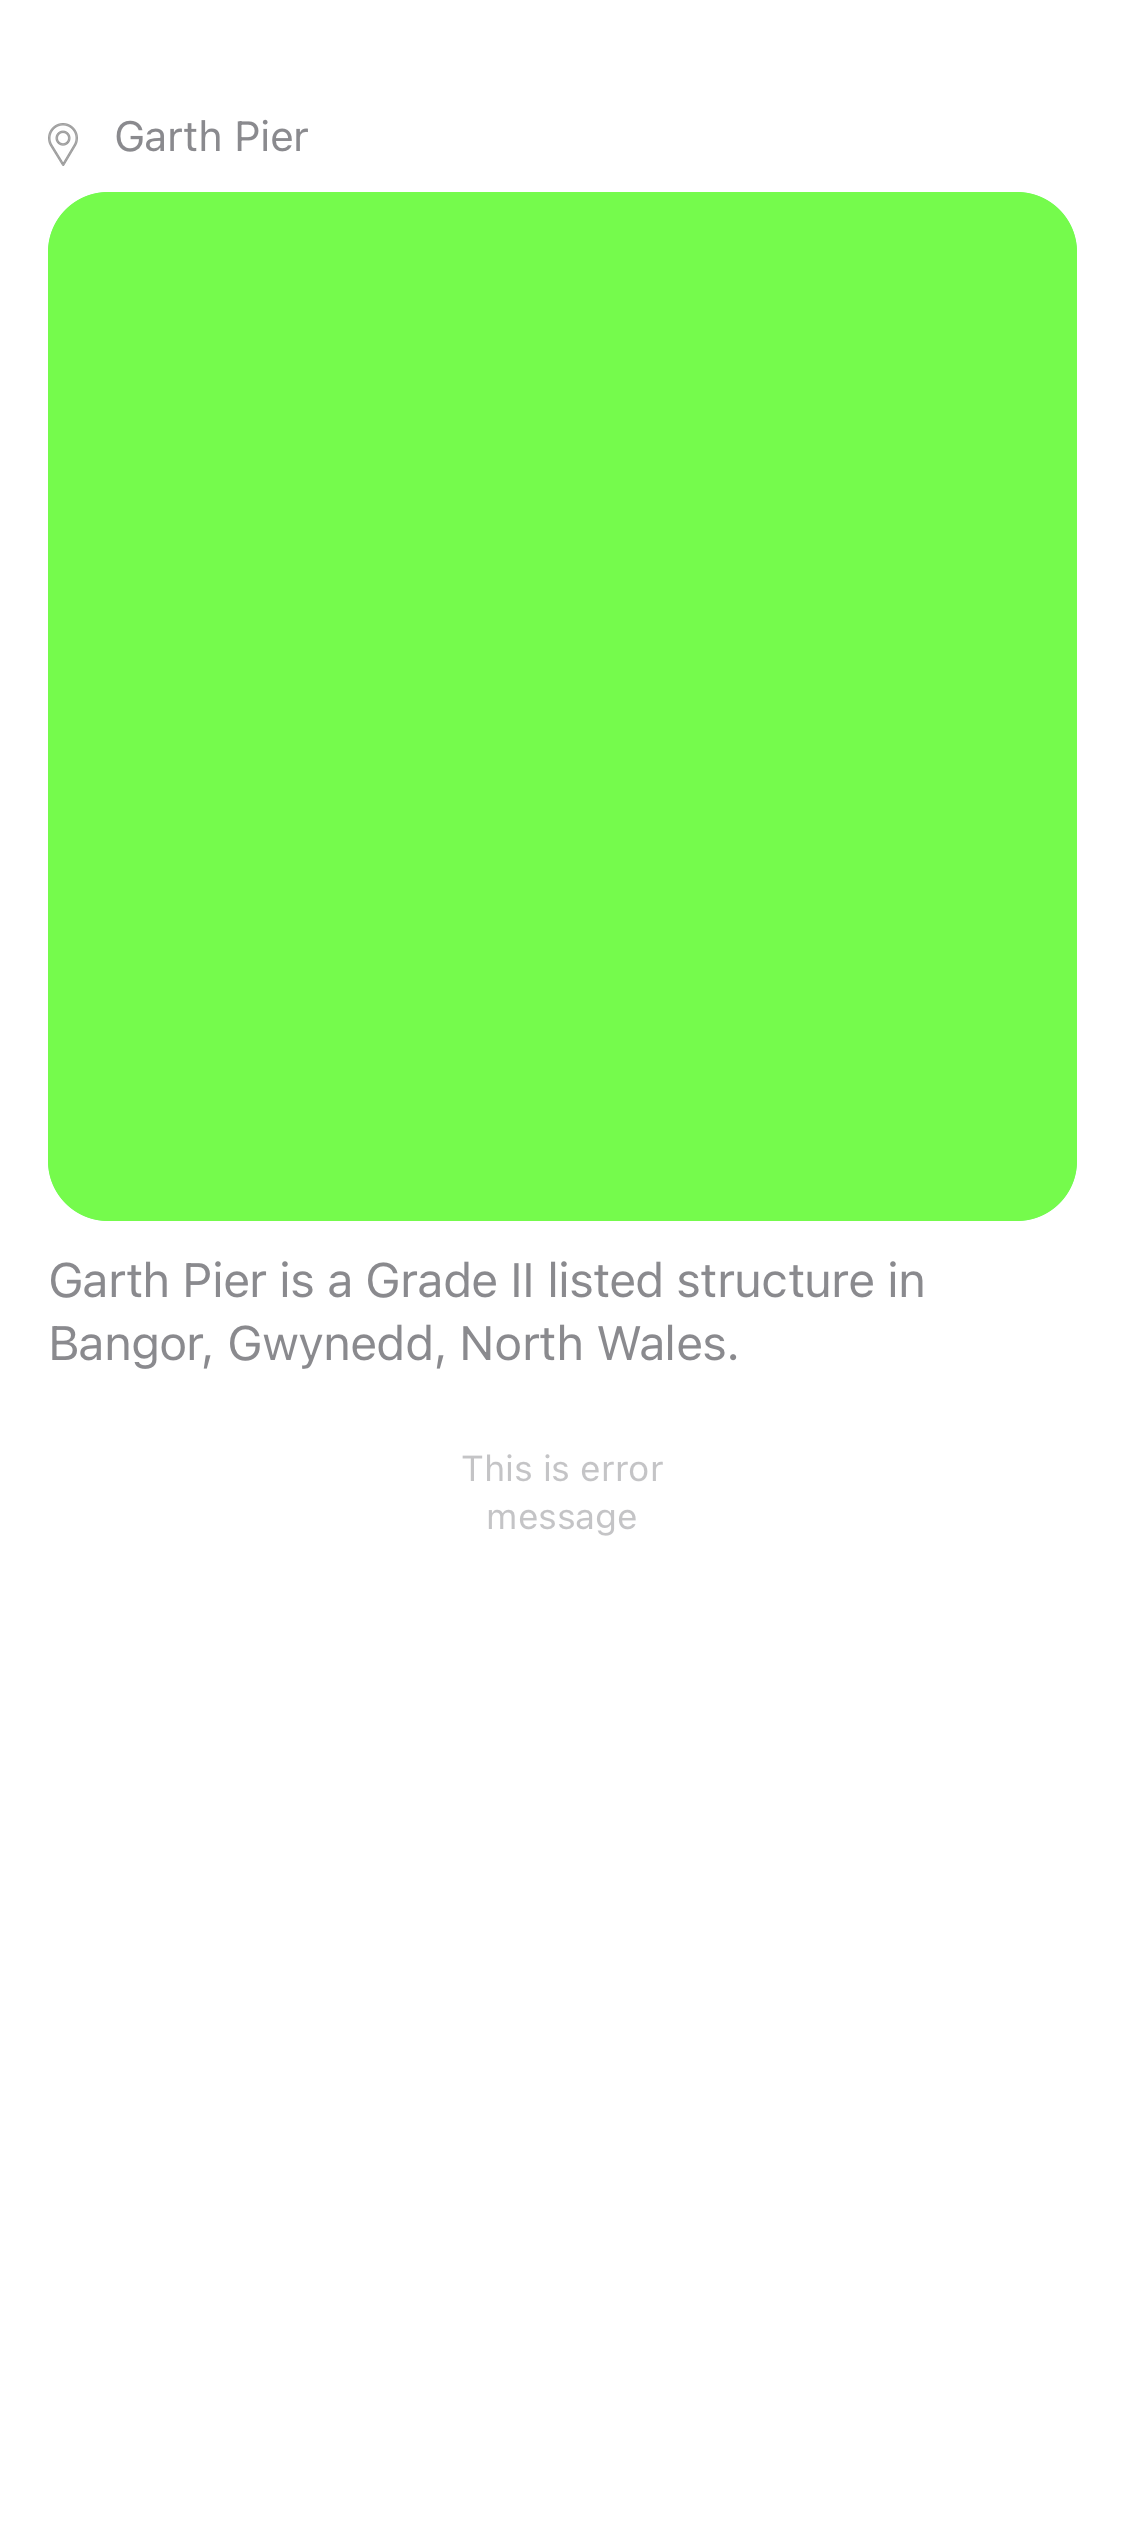 Garth Pier
Garth Pier is a Grade II listed structure in
Bangor, Gwynedd, North Wales.
This is error
message